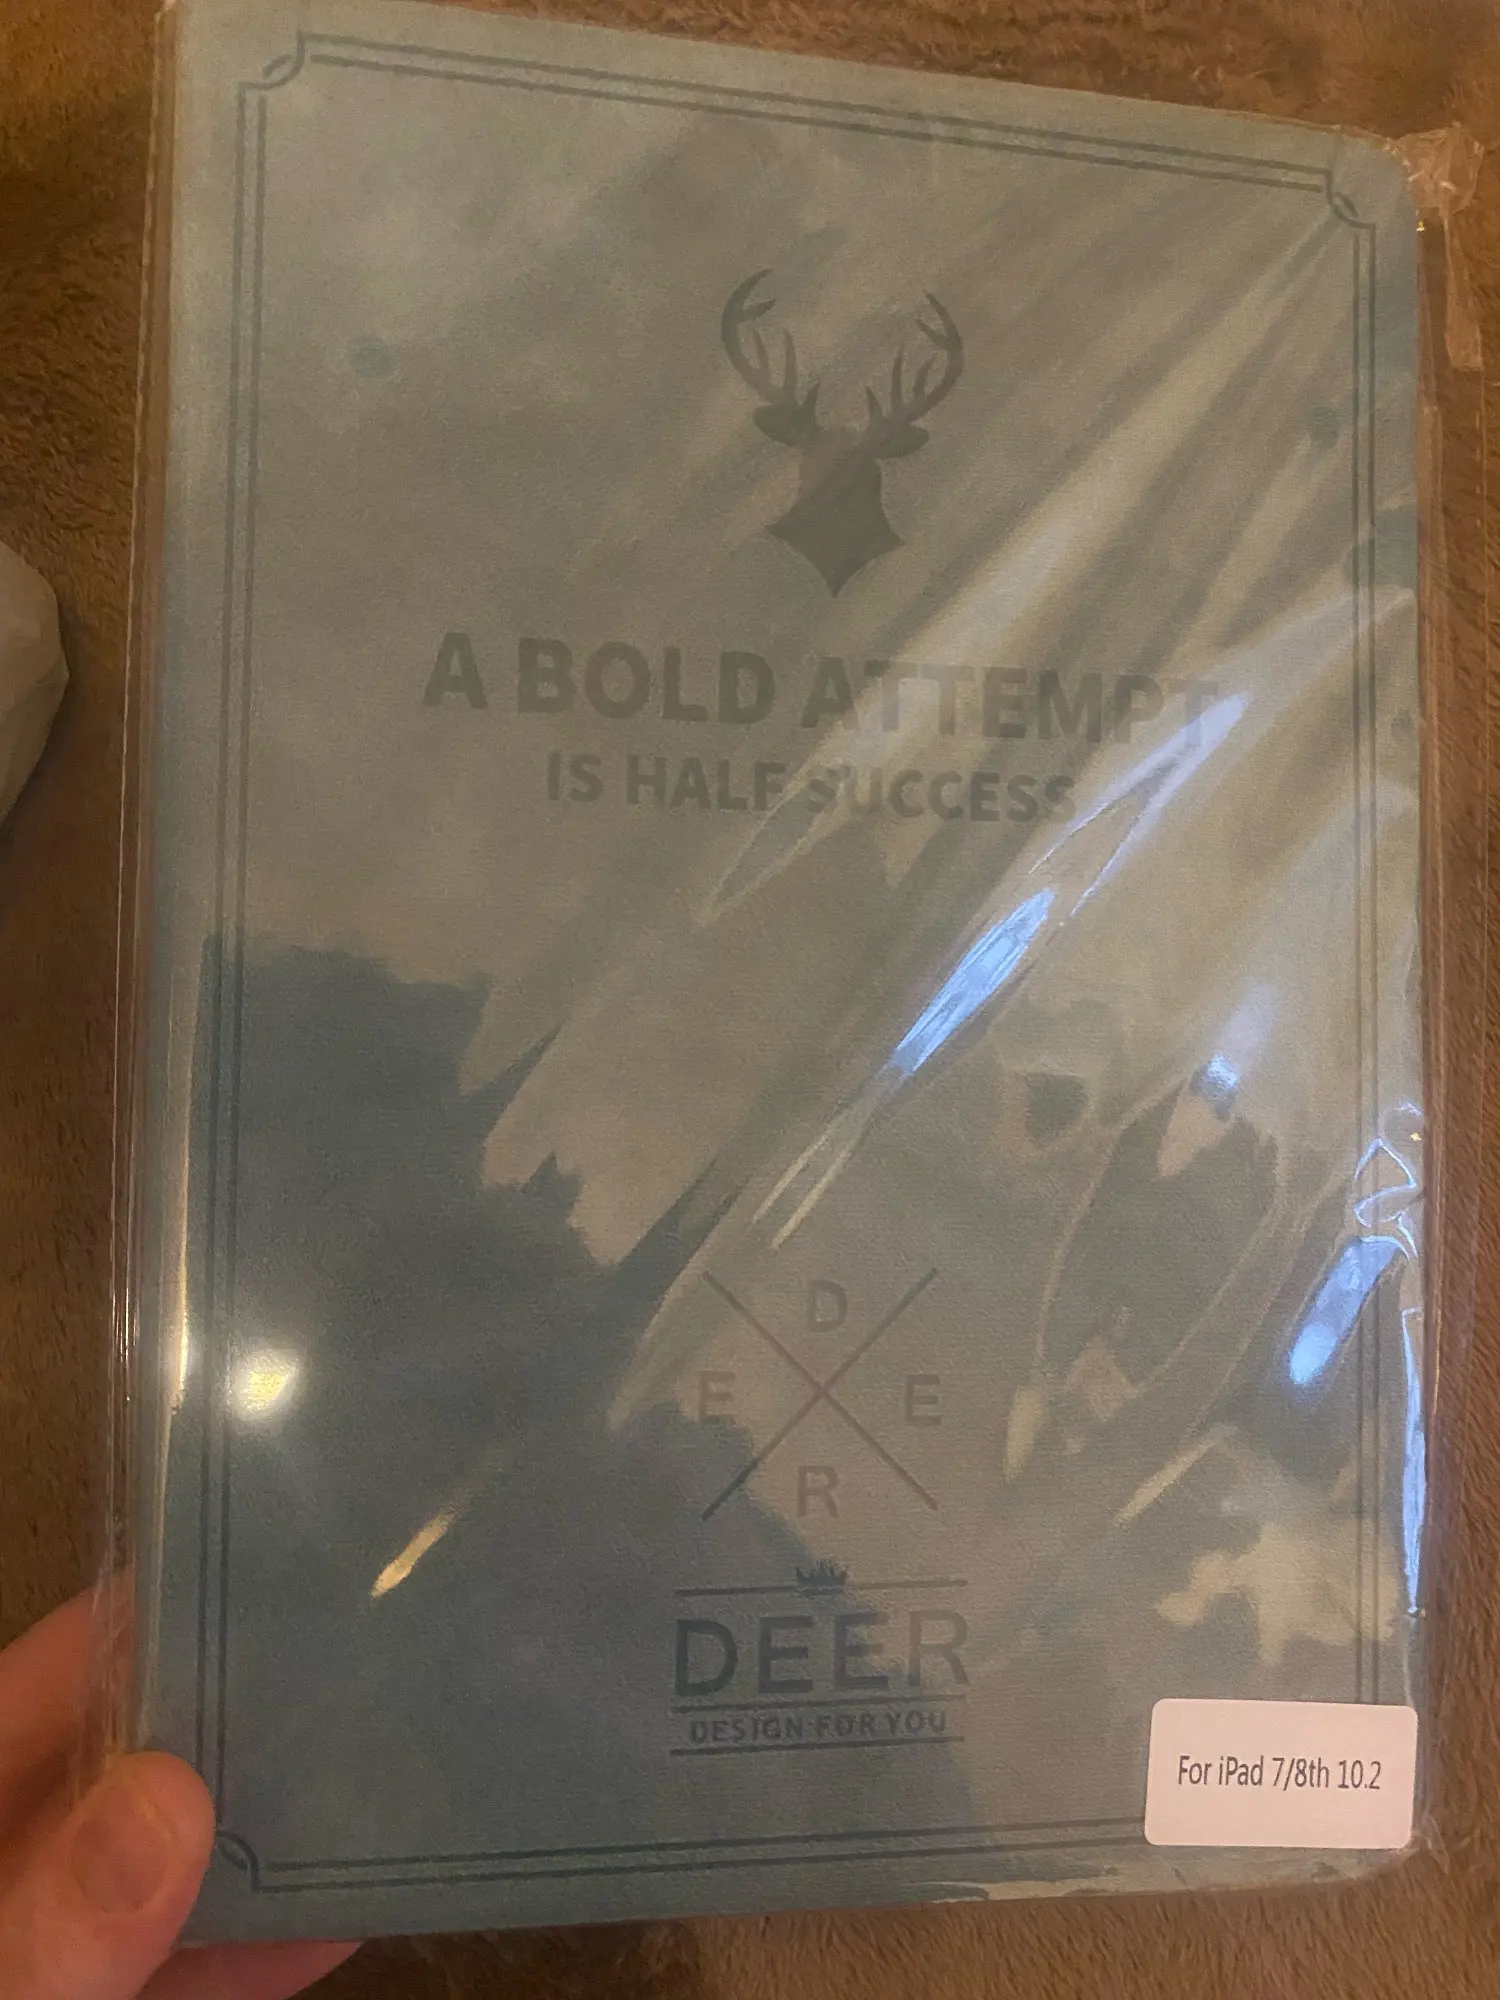 A BOLD ATTEMPT
IS HALF SUCCESS
D
E E
R
DEER
DESIGN FOR YOU
For iPad 7/8th 10.2